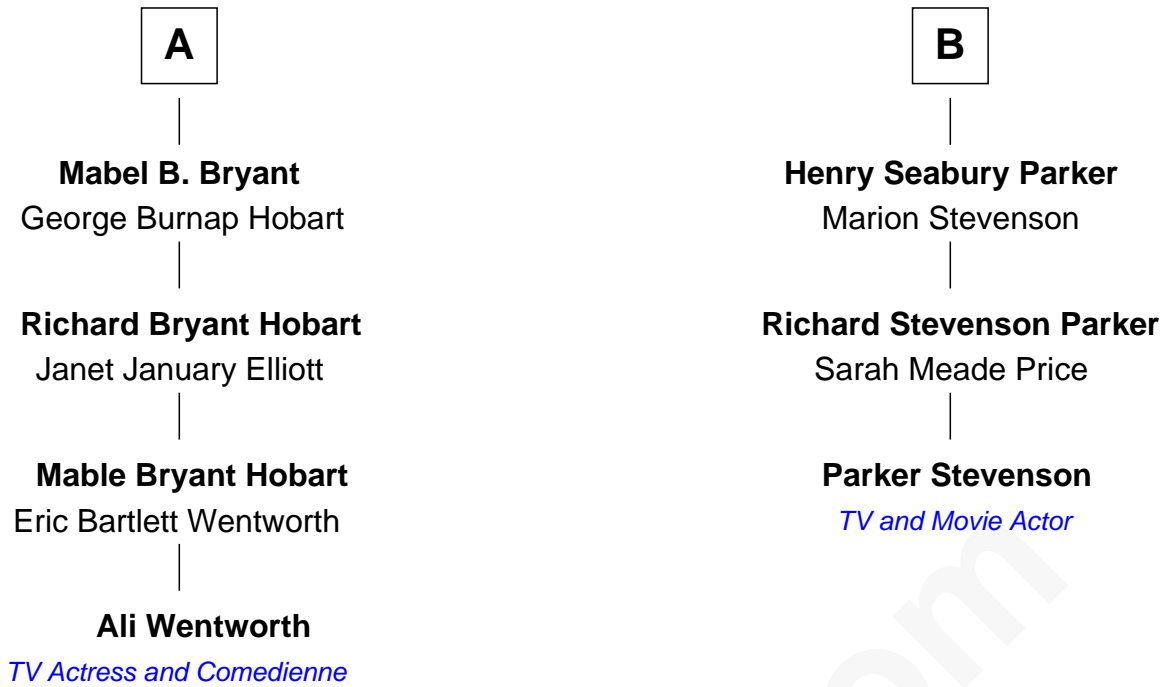 A
Mabel B. Bryant
George Burnap Hobart
Richard Bryant Hobart
Janet January Elliott
Mable Bryant Hobart
Eric Bartlett Wentworth
Ali Wentworth
TV Actress and Comedienne
B
Henry Seabury Parker
Marion Stevenson
Richard Stevenson Parker
Sarah Meade Price
Parker Stevenson
TV and Movie Actor
om